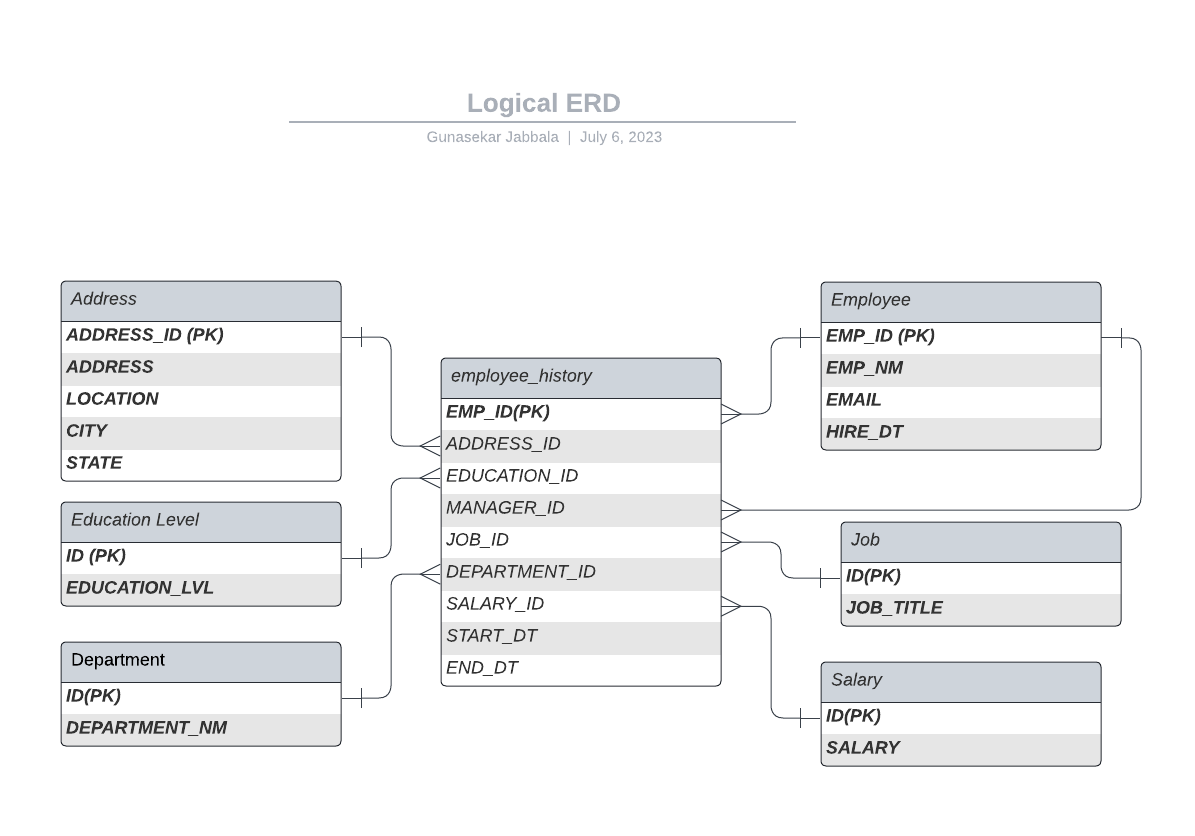 Logical ERD
Gunasekar Jabbala | July 6, 2023
Address
ADDRESS_ID (PK)
ADDRESS
LOCATION
CITY
STATE
Education Level
ID (PK)
EDUCATION_LVL
Department
ID(PK)
DEPARTMENT_NM
employee_history
EMP_ID(PK)
ADDRESS_ID
EDUCATION_ID
MANAGER_ID
JOB_ID
DEPARTMENT_ID
SALARY_ID
START_DT
END_DT
Employee
EMP_ID (PK)
EMP_NM
EMAIL
HIRE_DT
Job
ID(PK)
JOB_TITLE
Salary
ID(PK)
SALARY